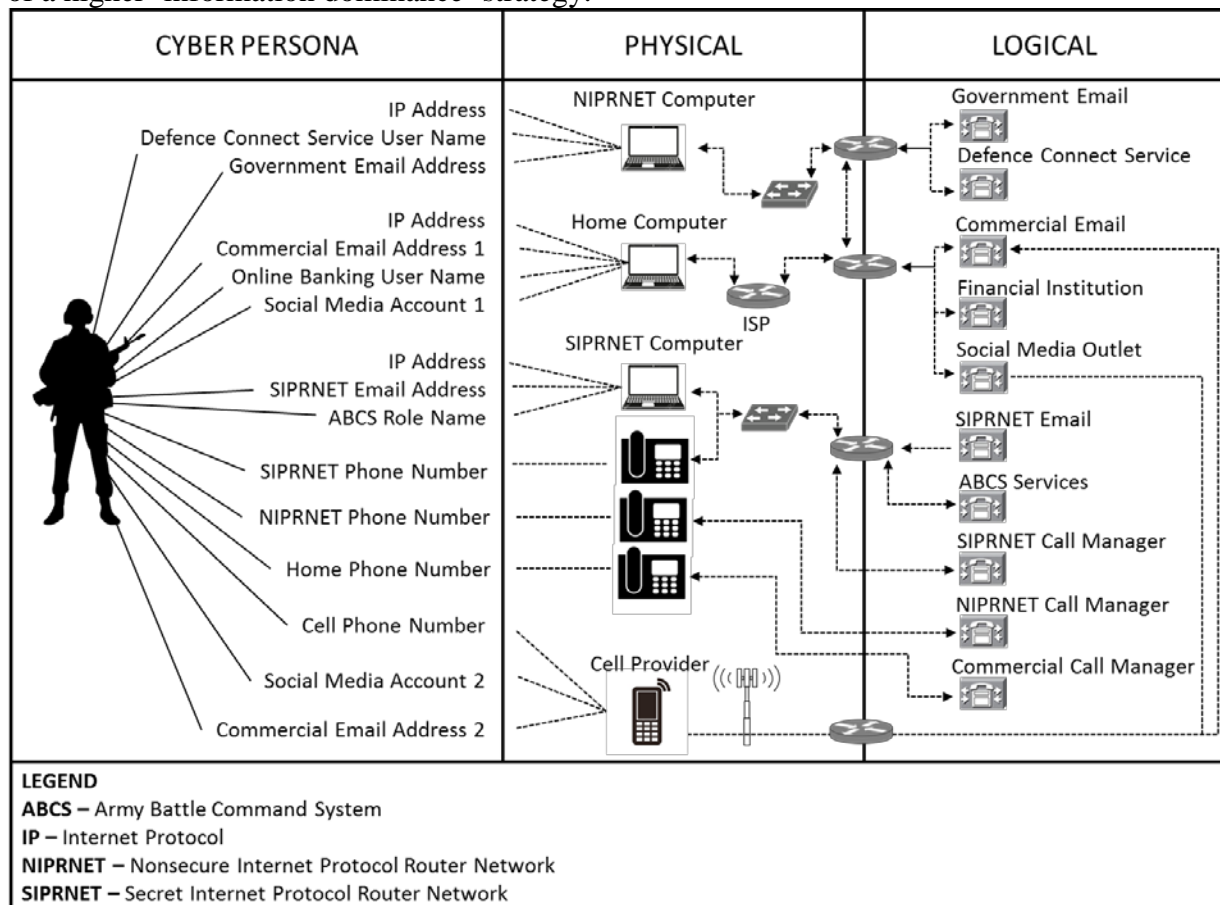 of a higher "information dominance" strategy.
CYBER PERSONA
PHYSICAL
LOGICAL
IP Address
Defence Connect Service User Name
Government Email Address
IP Address
Commercial Email Address 1
Online Banking User Name
Social Media Account 1
IP Address
SIPRNET Email Address
ABCS Role Name
SIPRNET Phone Number
NIPRNET Phone Number
Home Phone Number
Cell Phone Number
Social Media Account 2
Commercial Email Address 2
NIPRNET Computer
Home Computer
ISP
SIPRNET Computer
Cell Provider
Government Email
Defence Connect Service
Commercial Email
Financial Institution
Social Media Outlet
SIPRNET Email
ABCS Services
SIPRNET Call Manager
NIPRNET Call Manager
Commercial Call Manager
LEGEND
ABCS – Army Battle Command System
IP – Internet Protocol
NIPRNET – Nonsecure Internet Protocol Router Network
SIPRNET – Secret Internet Protocol Router Network